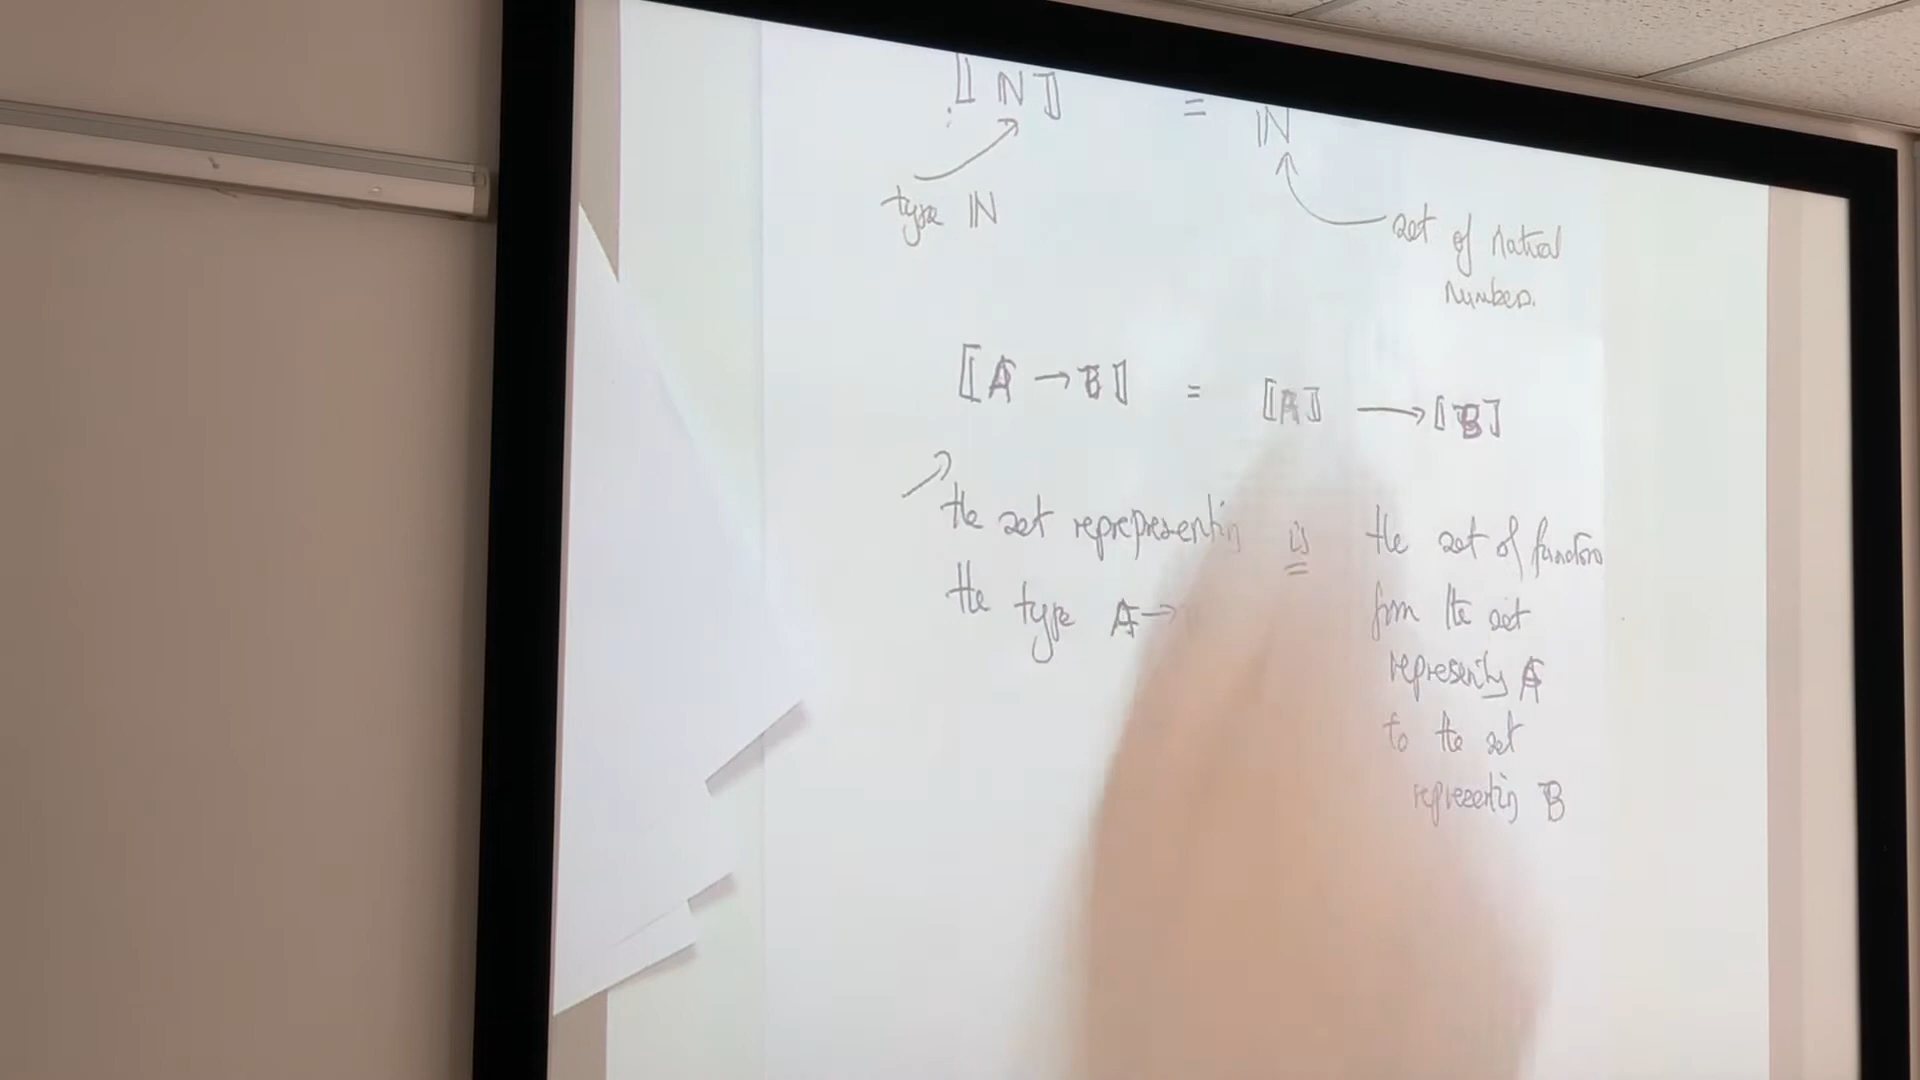 ⟦ ℕ ⟧ = ℕ
type ℕ
set of natural
numbers.
⟦A → B⟧ = ⟦A⟧ ⟶ ⟦B⟧
the set reprepresentin is the set of functions
the type A →
from the set
representing A
to the set
representing B